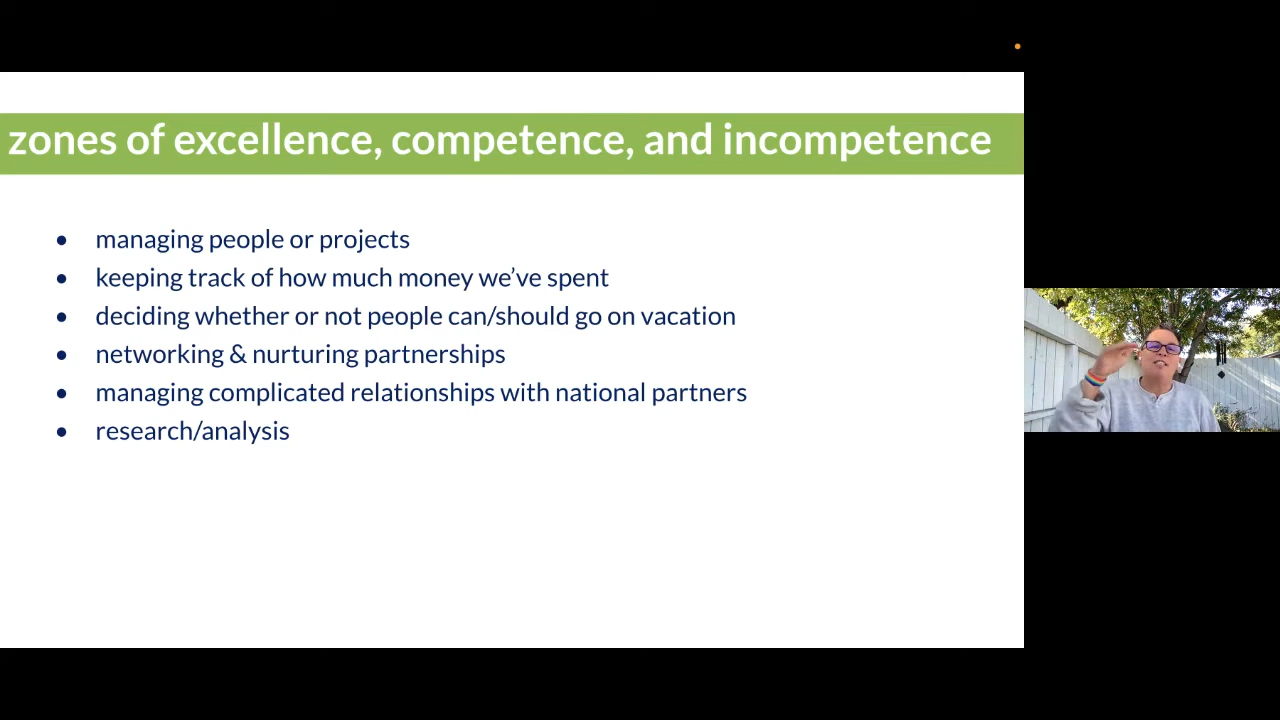 zones of excellence, competence, and incompetence
managing people or projects
keeping track of how much money we’ve spent
deciding whether or not people can/should go on vacation
networking & nurturing partnerships
managing complicated relationships with national partners
research/analysis